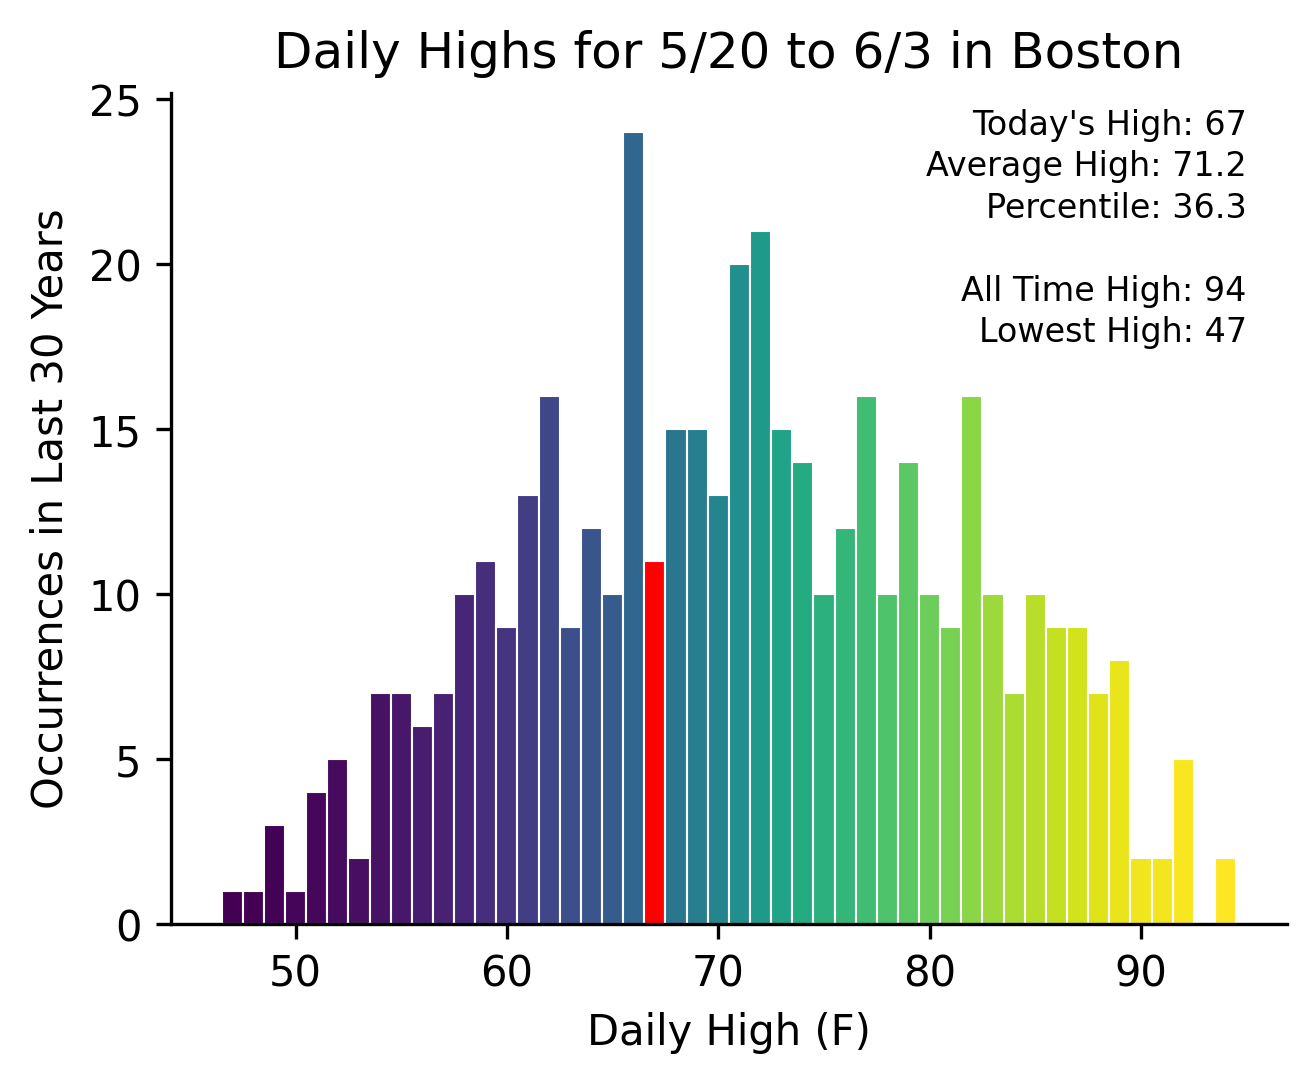 Daily Highs for 5/20 to 6/3 in Boston
Today's High: 67
Average High: 71.2
Percentile: 36.3
All Time High: 94
Lowest High: 47
Occurrences in Last 30 Years
25
20
15
10
5
0
50 60 70 80 90
Daily High (F)